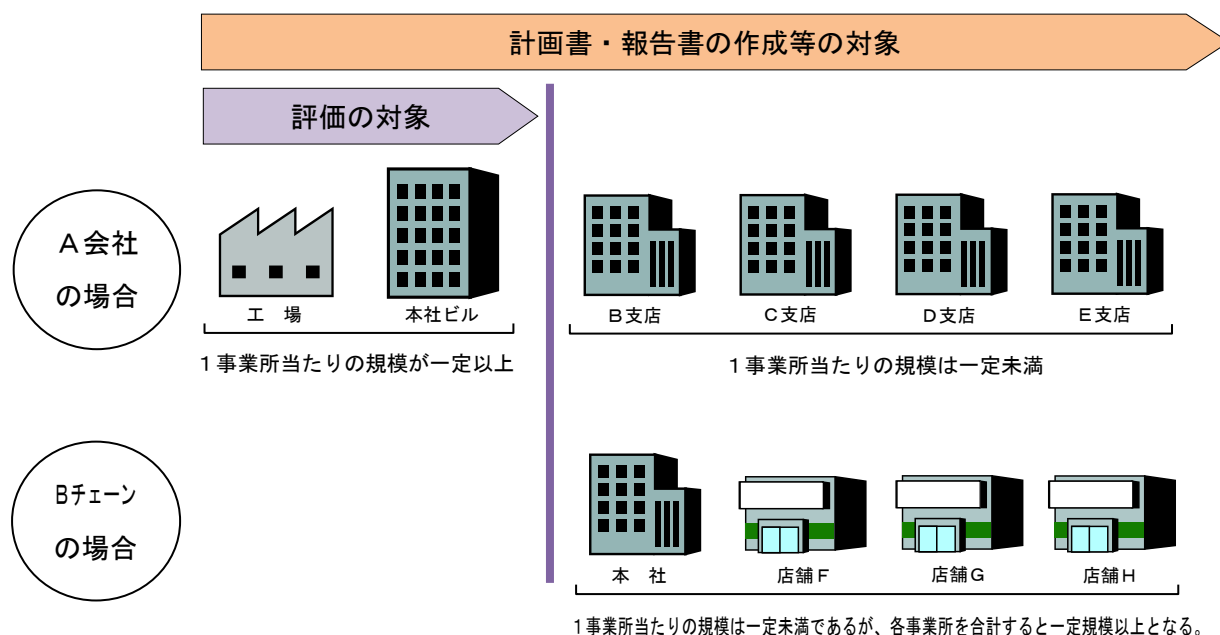 計画書・報告書の作成等の対象
評価の対象
A会社
の場合
工 場
本社ビル
B支店
C支店
D支店
E支店
1事業所当たりの規模が一定以上
1事業所当たりの規模は一定未満
Bチェーン
の場合
本 社
店舗F
店舗G
店舗H
1事業所当たりの規模は一定未満であるが、各事業所を合計すると一定規模以上となる。